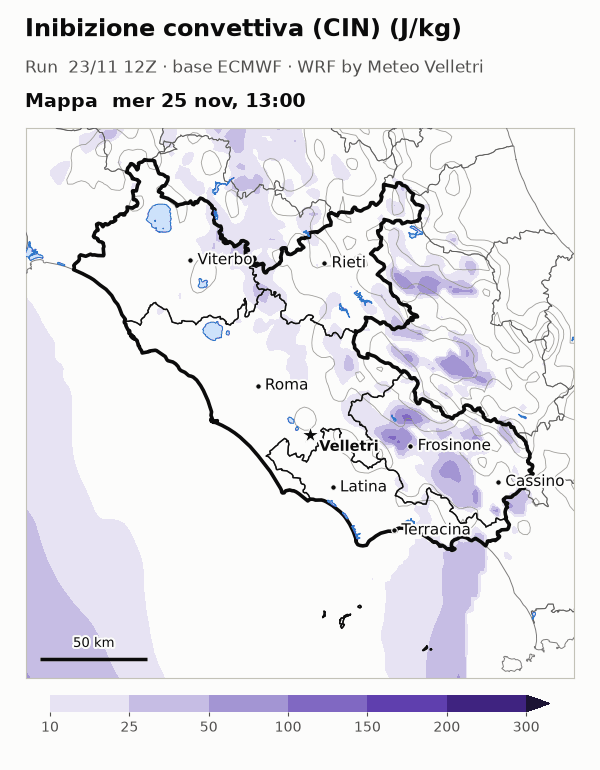 Inibizione convettiva (CIN) (J/kg)
Run  23/11 12Z · base ECMWF · WRF by Meteo Velletri
Mappa  mer 25 nov, 13:00
Viterbo
Rieti
Roma
Velletri
Frosinone
Cassino
Latina
Terracina
50 km
10 25 50 100 150 200 300